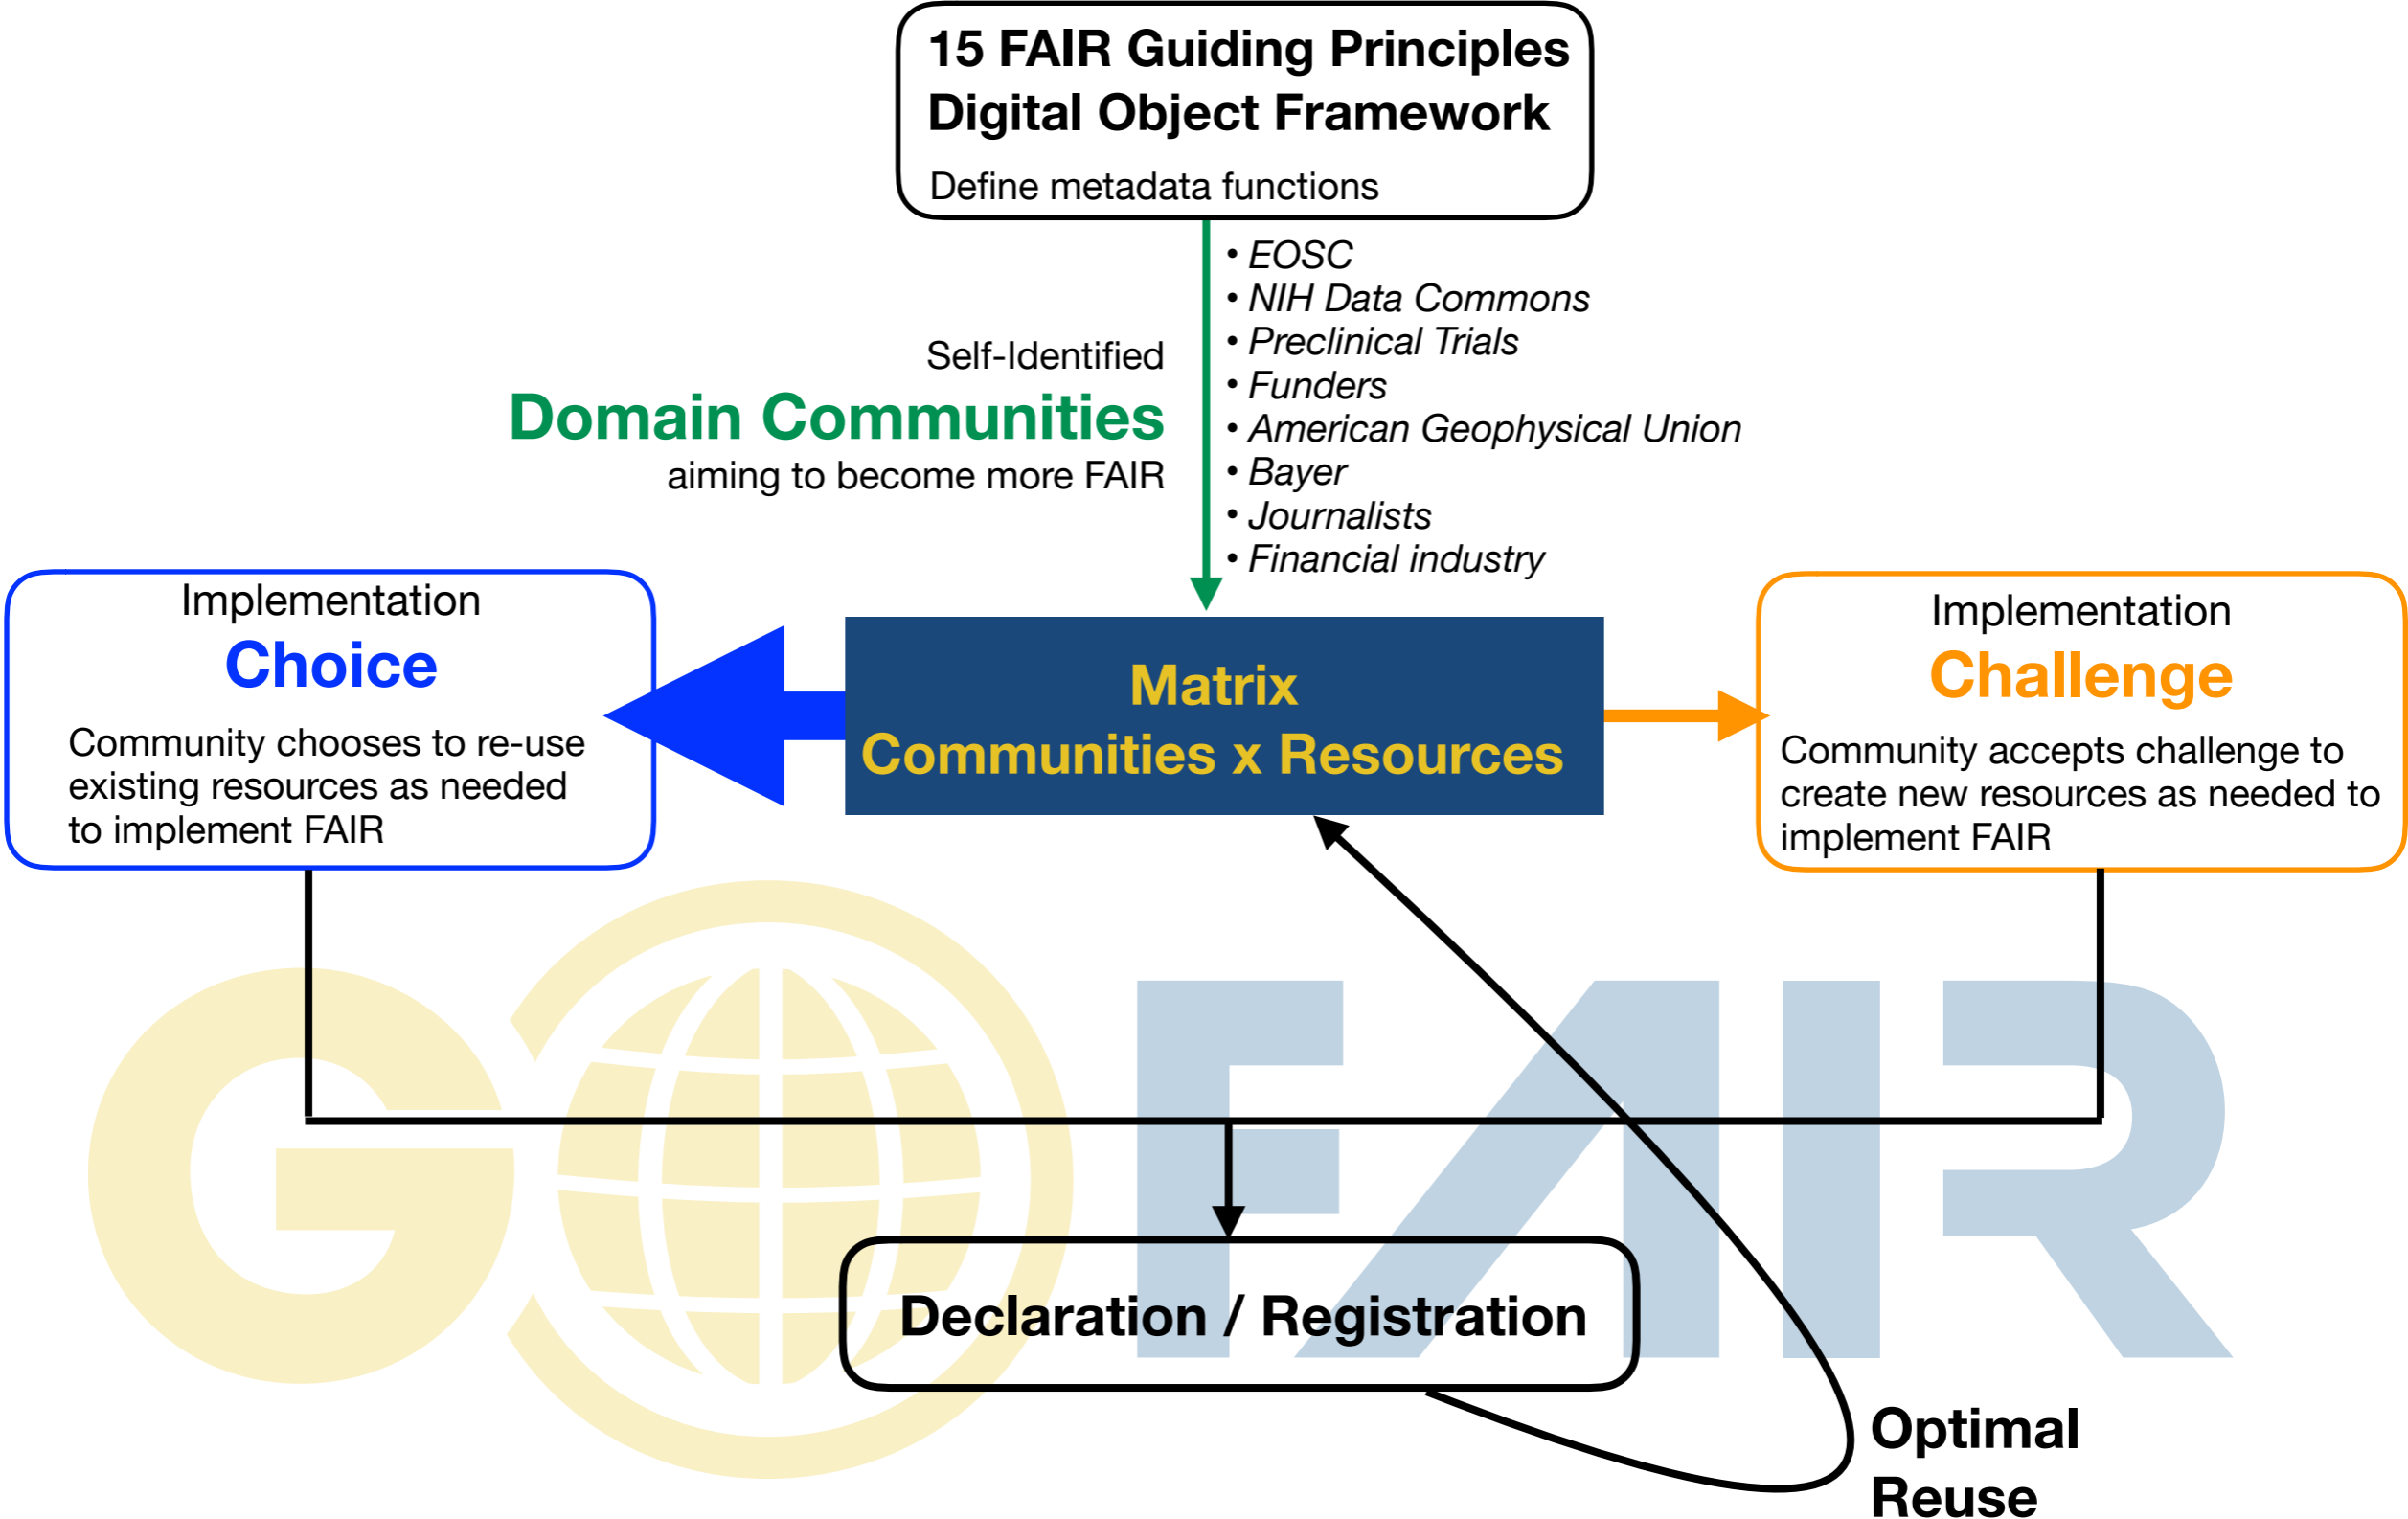 15 FAIR Guiding Principles
Digital Object Framework
Define metadata functions
• EOSC
• NIH Data Commons
• Preclinical Trials
• Funders
• American Geophysical Union
• Bayer
• Journalists
• Financial industry
Self-Identified
Domain Communities
aiming to become more FAIR
Implementation
Choice
Community chooses to re-use
existing resources as needed
to implement FAIR
Matrix
Communities x Resources
Implementation
Challenge
Community accepts challenge to
create new resources as needed to
implement FAIR
GO FAIR
Declaration / Registration
Optimal
Reuse